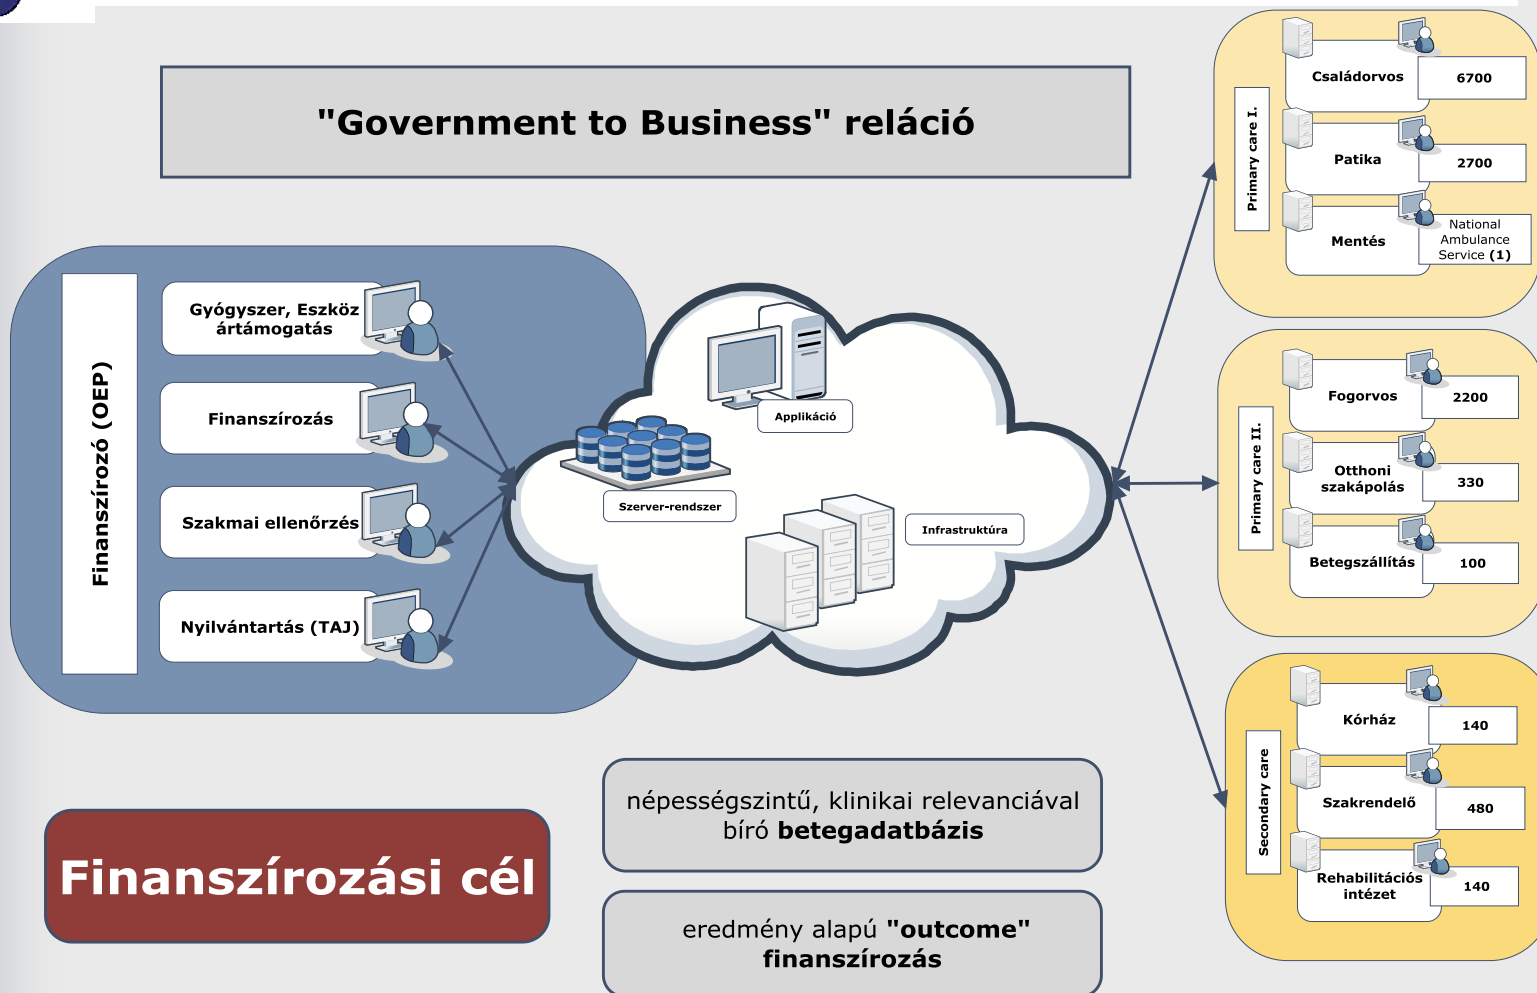 "Government to Business" reláció
Finanszírozó (OEP)
Gyógyszer, Eszköz
ártámogatás
Finanszírozás
Szakmai ellenőrzés
Nyilvántartás (TAJ)
Applikáció
Szerver-rendszer
Infrastruktúra
Primary care I.
Családorvos
6700
Patika
2700
Mentés
National
Ambulance
Service (1)
Primary care II.
Fogorvos
2200
Otthoni
szakápolás
330
Betegszállítás
100
Secondary care
Kórház
140
Szakrendelő
480
Rehabilitációs
intézet
140
Finanszírozási cél
népességszintű, klinikai relevanciával
bíró betegadatbázis
eredmény alapú "outcome"
finanszírozás